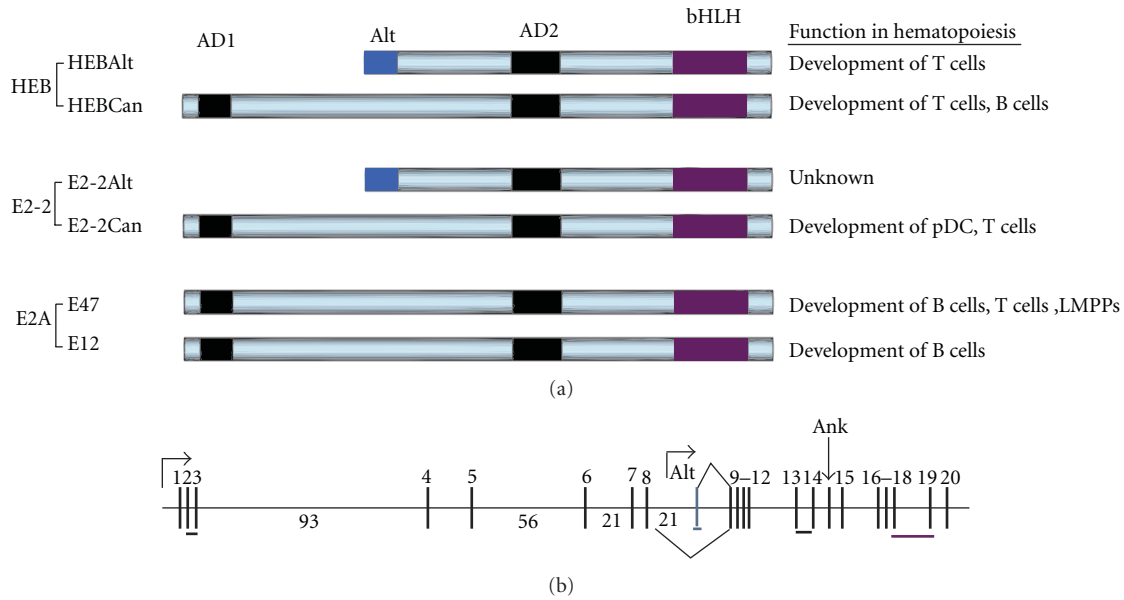 AD1 Alt AD2 bHLH Function in hematopoiesis
HEB
HEBAlt Development of T cells
HEBCan Development of T cells, B cells
E2-2
E2-2Alt Unknown
E2-2Can Development of pDC, T cells
E2A
E47 Development of B cells, T cells ,LMPPs
E12 Development of B cells
(a)
Ank
1 2 3 4 5 6 7 8 Alt 9–12 13 14 15 16–18 19 20
93 56 21 21
(b)